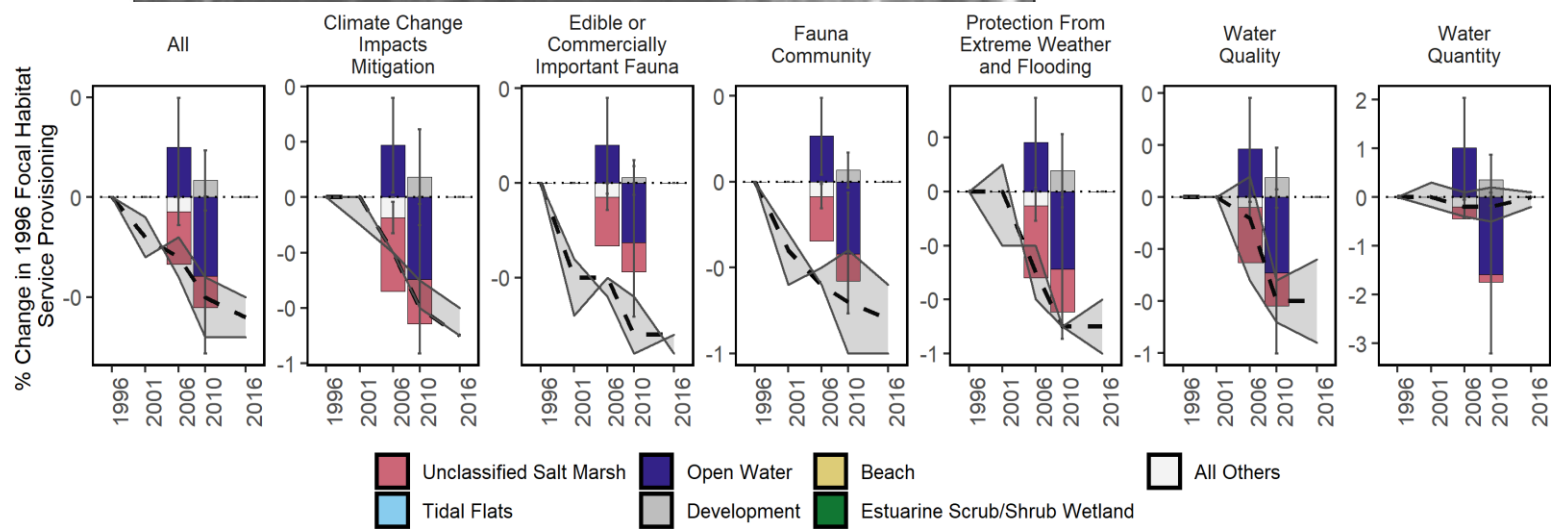 All
Climate Change
Impacts
Mitigation
Edible or
Commercially
Important Fauna
Fauna
Community
Protection From
Extreme Weather
and Flooding
Water
Quality
Water
Quantity
% Change in 1996 Focal Habitat
Service Provisioning
0
0
-0
0
0
0
-0
-0
-1
0
0
-0
0
0
-0
-1
0
0
-0
-0
-1
0
0
-0
-0
-1
2
1
0
-1
-2
-3
1996 2001 2006 2010 2016
1996 2001 2006 2010 2016
1996 2001 2006 2010 2016
1996 2001 2006 2010 2016
1996 2001 2006 2010 2016
1996 2001 2006 2010 2016
1996 2001 2006 2010 2016
Unclassified Salt Marsh Open Water Beach All Others
Tidal Flats Development Estuarine Scrub/Shrub Wetland